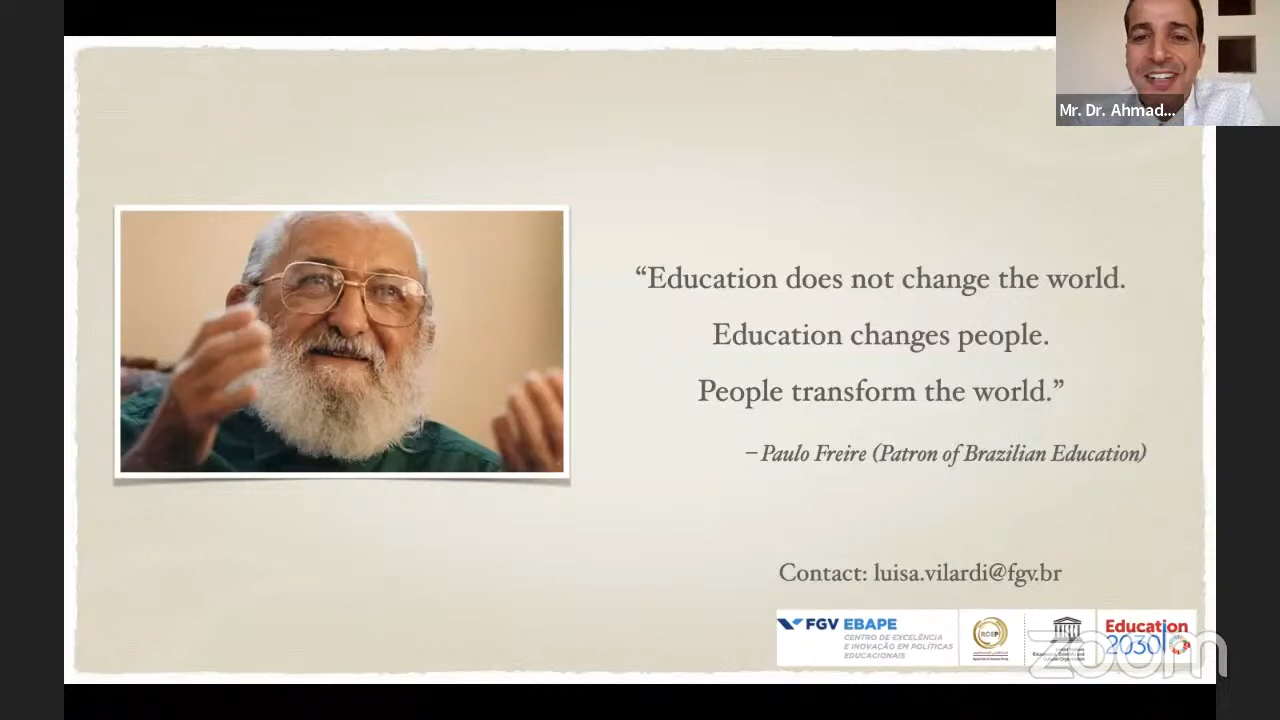 Mr. Dr. Ahmad...
“Education does not change the world.
Education changes people.
People transform the world.”
– Paulo Freire (Patron of Brazilian Education)
Contact: luisa.vilardi@fgv.br
FGV EBAPE
CENTRO DE EXCELÊNCIA
E INOVAÇÃO EM POLÍTICAS
EDUCACIONAIS
Education
2030
zoom